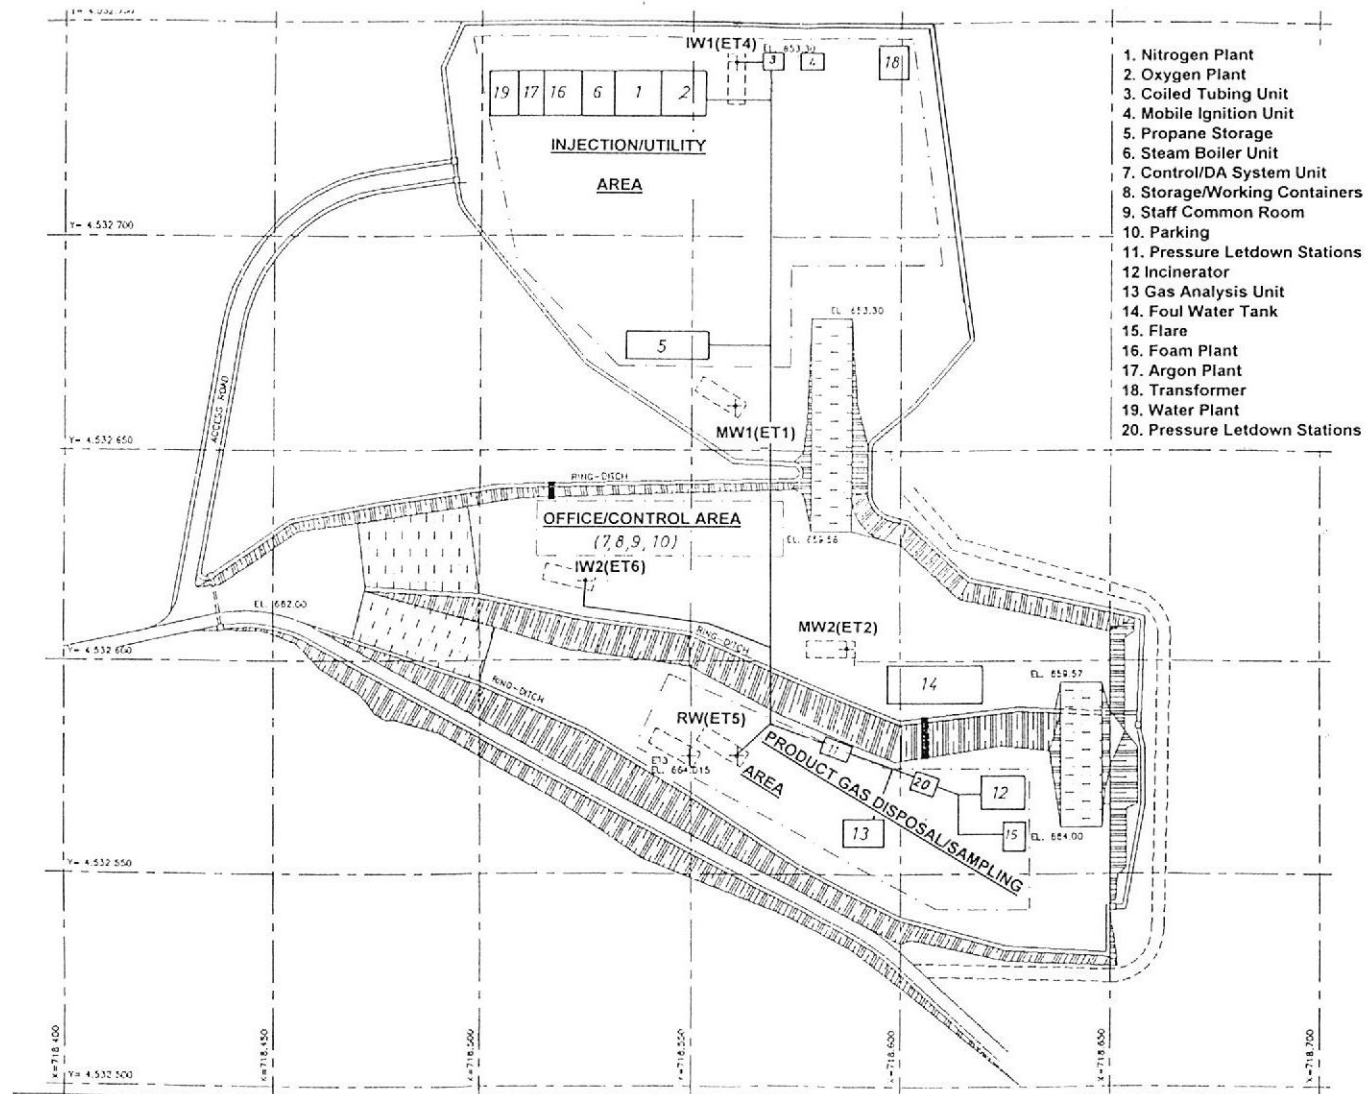 IW1(ET4)
EL. 653.30
3
4
18
19
17
16
6
1
2
INJECTION/UTILITY
AREA
1. Nitrogen Plant
2. Oxygen Plant
3. Coiled Tubing Unit
4. Mobile Ignition Unit
5. Propane Storage
6. Steam Boiler Unit
7. Control/DA System Unit
8. Storage/Working Containers
9. Staff Common Room
10. Parking
11. Pressure Letdown Stations
12 Incinerator
13 Gas Analysis Unit
14. Foul Water Tank
15. Flare
16. Foam Plant
17. Argon Plant
18. Transformer
19. Water Plant
20. Pressure Letdown Stations
Y= 4.532.700
EL. 653.30
5
ACCESS ROAD
MW1(ET1)
Y= 4.532.650
RING-DITCH
OFFICE/CONTROL AREA
(7,8,9,10)
EL. 659.58
IW2(ET6)
EL. 662.00
RING-DITCH
MW2(ET2)
Y= 4.532.600
14
EL. 659.57
RING-DITCH
RW(ET5)
ET3
EL. 664.015
PRODUCT GAS DISPOSAL/SAMPLING
AREA
11
20
12
13
15
EL. 664.00
Y= 4.532.550
X=718.400
X=718.450
X=718.500
X=718.600
X=718.650
X=718.700
Y= 4.532.500